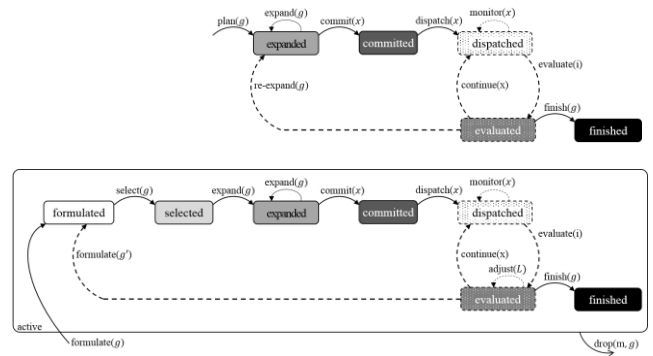 plan(g) expand(g) commit(x) dispatch(x) monitor(x)
expanded committed dispatched
evaluate(i)
re-expand(g) continue(x)
finish(g)
evaluated finished
select(g) expand(g) expand(g) commit(x) dispatch(x) monitor(x)
formulated selected expanded committed dispatched
evaluate(i)
formulate(g′) continue(x)
adjust(L) finish(g)
evaluated finished
active
formulate(g) drop(m, g)